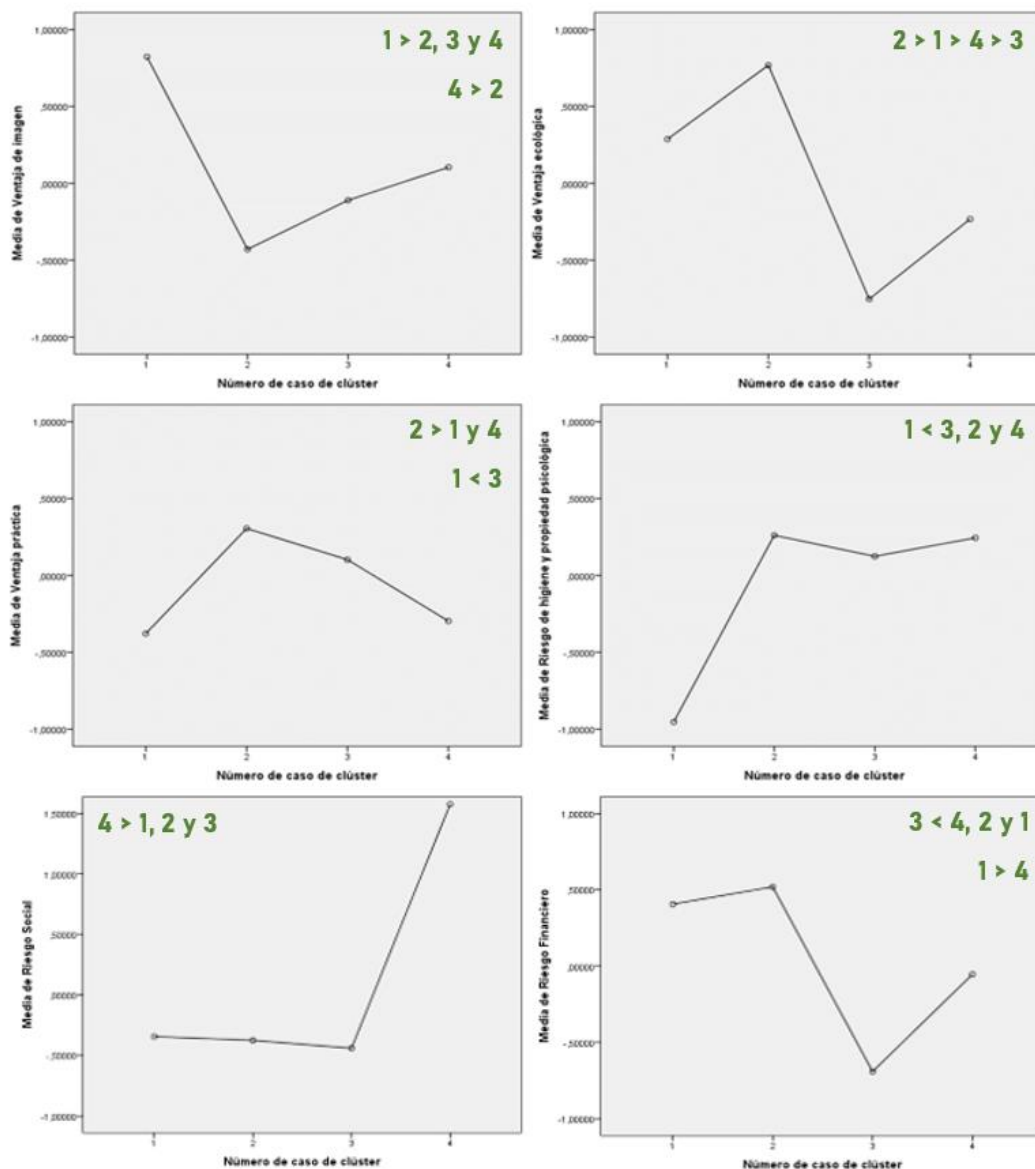 1 > 2, 3 y 4
4 > 2
Media de Ventaja de imagen
1,00000
,50000
,00000
-,50000
-1,00000
1
2
3
4
Número de caso de clúster
2 > 1 > 4 > 3
Media de Ventaja ecológica
1,00000
,50000
,00000
-,50000
-1,00000
1
2
3
4
Número de caso de clúster
2 > 1 y 4
1 < 3
Media de Ventaja práctica
1,00000
,50000
,00000
-,50000
-1,00000
1
2
3
4
Número de caso de clúster
1 < 3, 2 y 4
Media de Riesgo de higiene y propiedad psicológica
1,00000
,50000
,00000
-,50000
-1,00000
1
2
3
4
Número de caso de clúster
4 > 1, 2 y 3
Media de Riesgo Social
1,50000
1,00000
,50000
,00000
-,50000
-1,00000
1
2
3
4
Número de caso de clúster
3 < 4, 2 y 1
1 > 4
Media de Riesgo Financiero
1,00000
,50000
,00000
-,50000
-1,00000
1
2
3
4
Número de caso de clúster